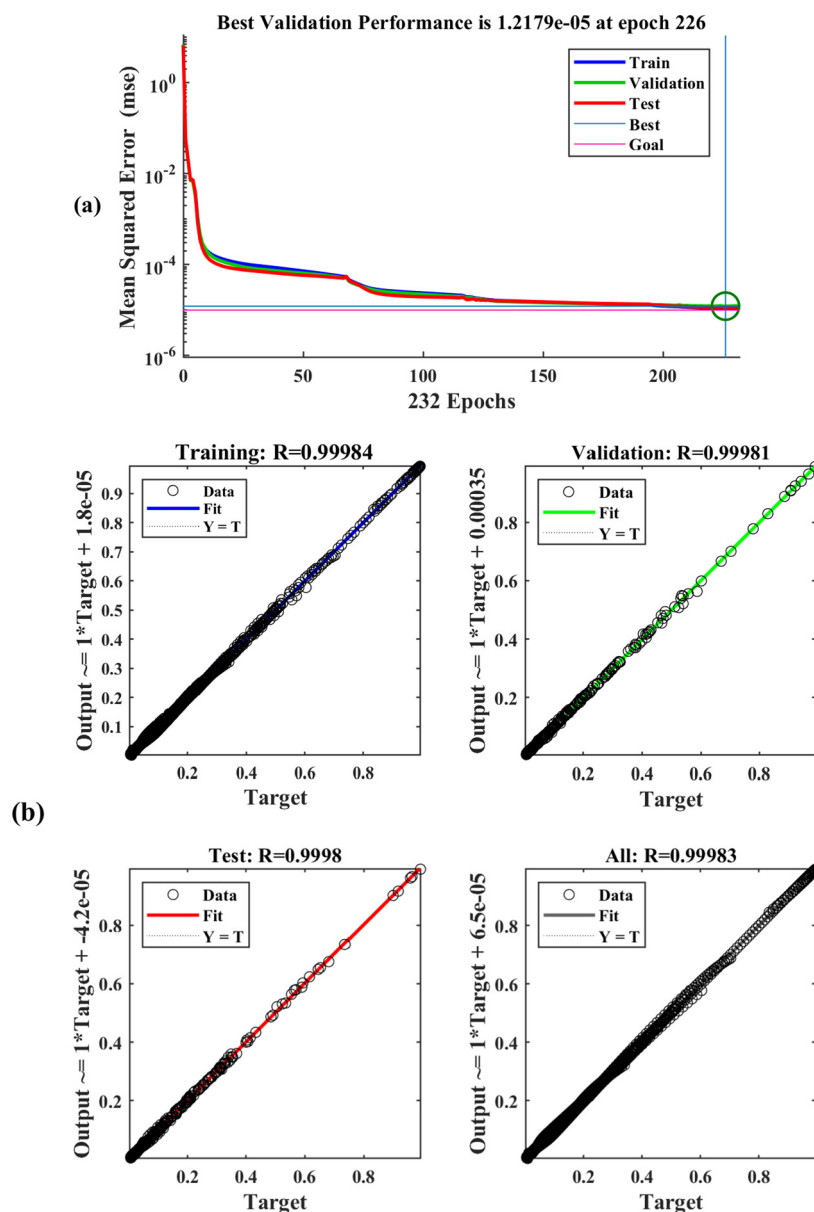 Best Validation Performance is 1.2179e-05 at epoch 226
Train
Validation
Test
Best
Goal
10^0
10^-2
10^-4
10^-6
Mean Squared Error (mse)
(a)
0 50 100 150 200
232 Epochs
Training: R=0.99984
Data
Fit
Y = T
Output ~= 1*Target + 1.8e-05
0.9
0.8
0.7
0.6
0.5
0.4
0.3
0.2
0.1
0.2 0.4 0.6 0.8
Target
Validation: R=0.99981
Data
Fit
Y = T
Output ~= 1*Target + 0.00035
0.8
0.6
0.4
0.2
0.2 0.4 0.6 0.8
Target
(b)
Test: R=0.9998
Data
Fit
Y = T
Output ~= 1*Target + -4.2e-05
0.8
0.6
0.4
0.2
0.2 0.4 0.6 0.8
Target
All: R=0.99983
Data
Fit
Y = T
Output ~= 1*Target + 6.5e-05
0.8
0.6
0.4
0.2
0.2 0.4 0.6 0.8
Target